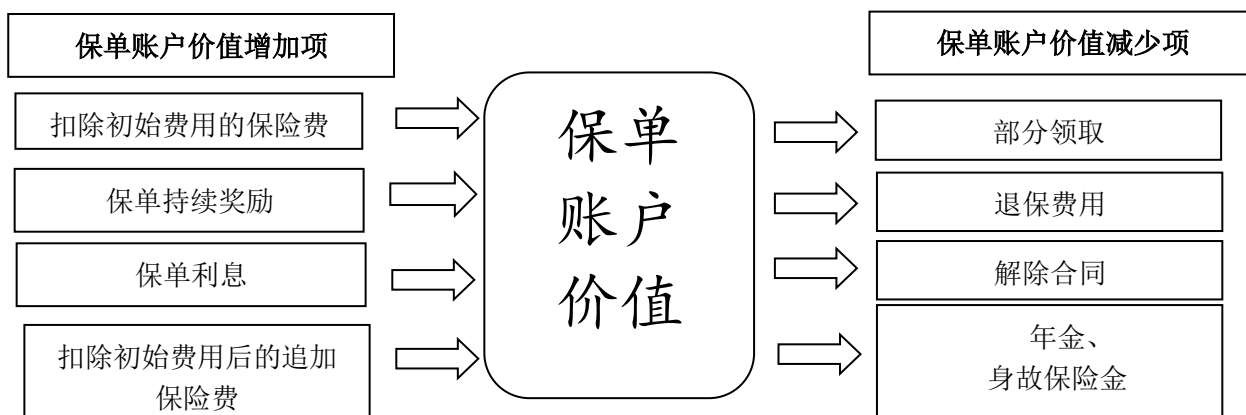 保单账户价值增加项
扣除初始费用的保险费
保单持续奖励
保单利息
扣除初始费用后的追加
保险费
保单
账户
价值
保单账户价值减少项
部分领取
退保费用
解除合同
年金、
身故保险金